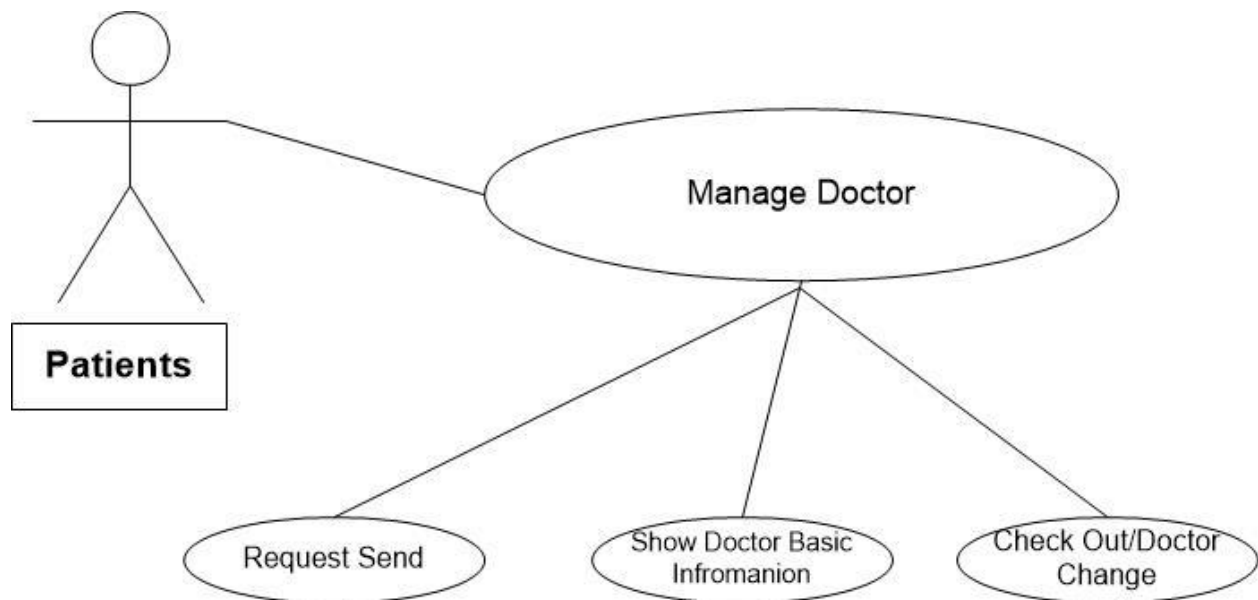 Manage Doctor
Patients
Request Send
Show Doctor Basic
Infromanion
Check Out/Doctor
Change